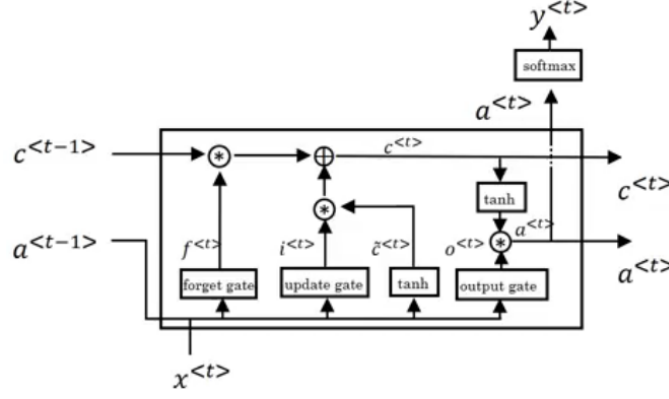 y<t>
softmax
a<t>
c<t-1>
c<t>
c<t>
tanh
a<t-1>
f<t>
i<t>
c̃<t>
o<t>
a<t>
a<t>
forget gate
update gate
tanh
output gate
x<t>